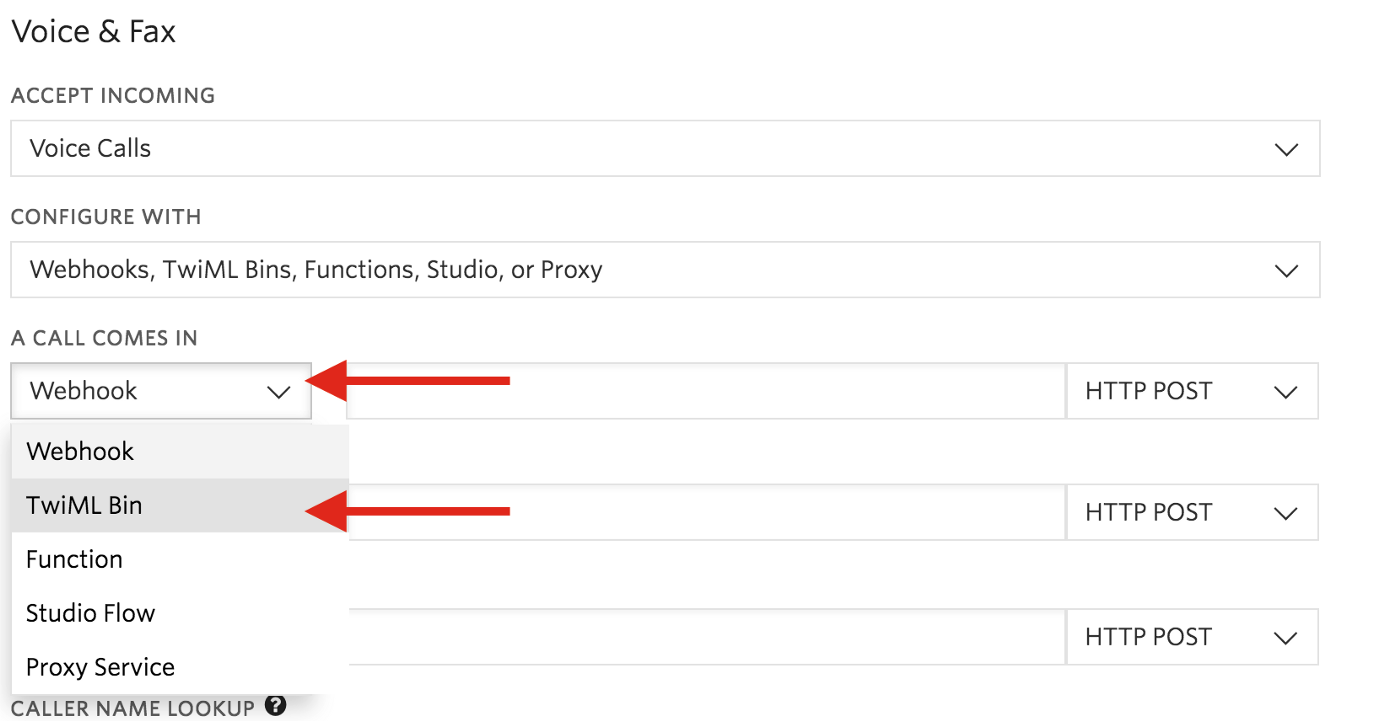 Voice & Fax
ACCEPT INCOMING
Voice Calls
CONFIGURE WITH
Webhooks, TwiML Bins, Functions, Studio, or Proxy
A CALL COMES IN
Webhook
HTTP POST
Webhook
TwiML Bin
HTTP POST
Function
Studio Flow
HTTP POST
Proxy Service
CALLER NAME LOOKUP ?